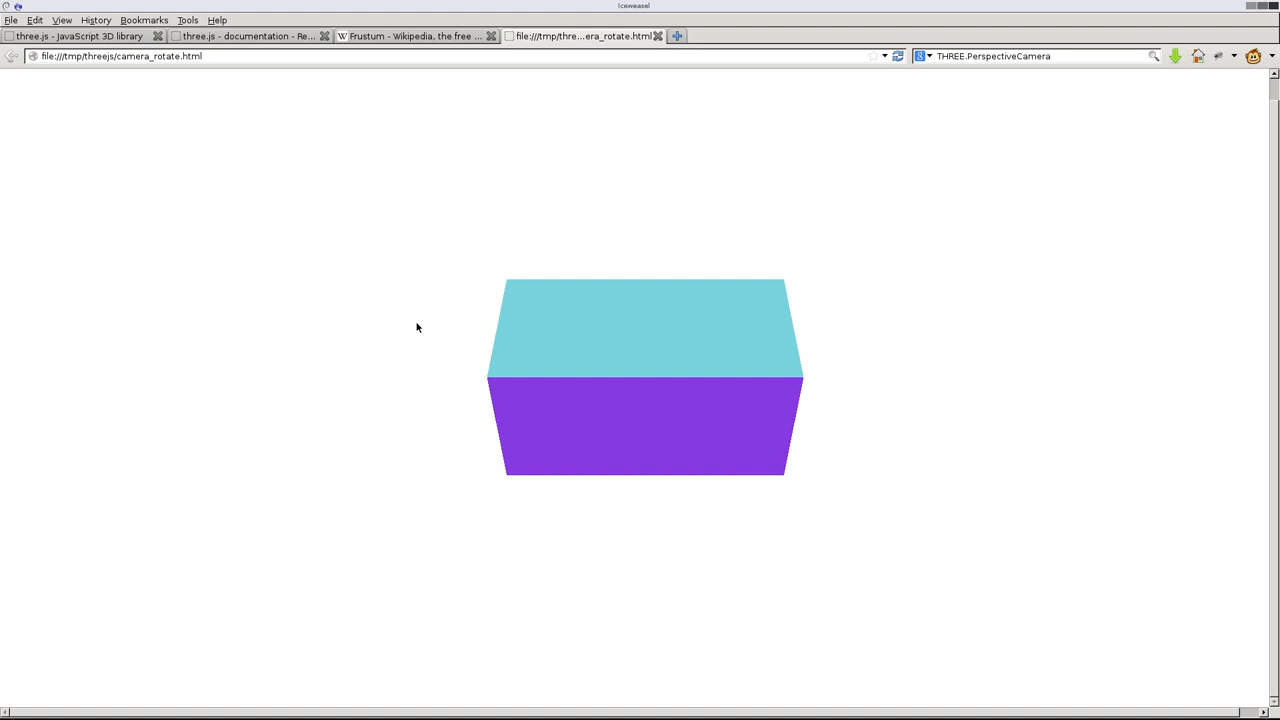 Iceweasel
File Edit View History Bookmarks Tools Help
three.js - JavaScript 3D library three.js - documentation - Re... W Frustum - Wikipedia, the free ... file:///tmp/thre...era_rotate.html
file:///tmp/threejs/camera_rotate.html THREE.PerspectiveCamera